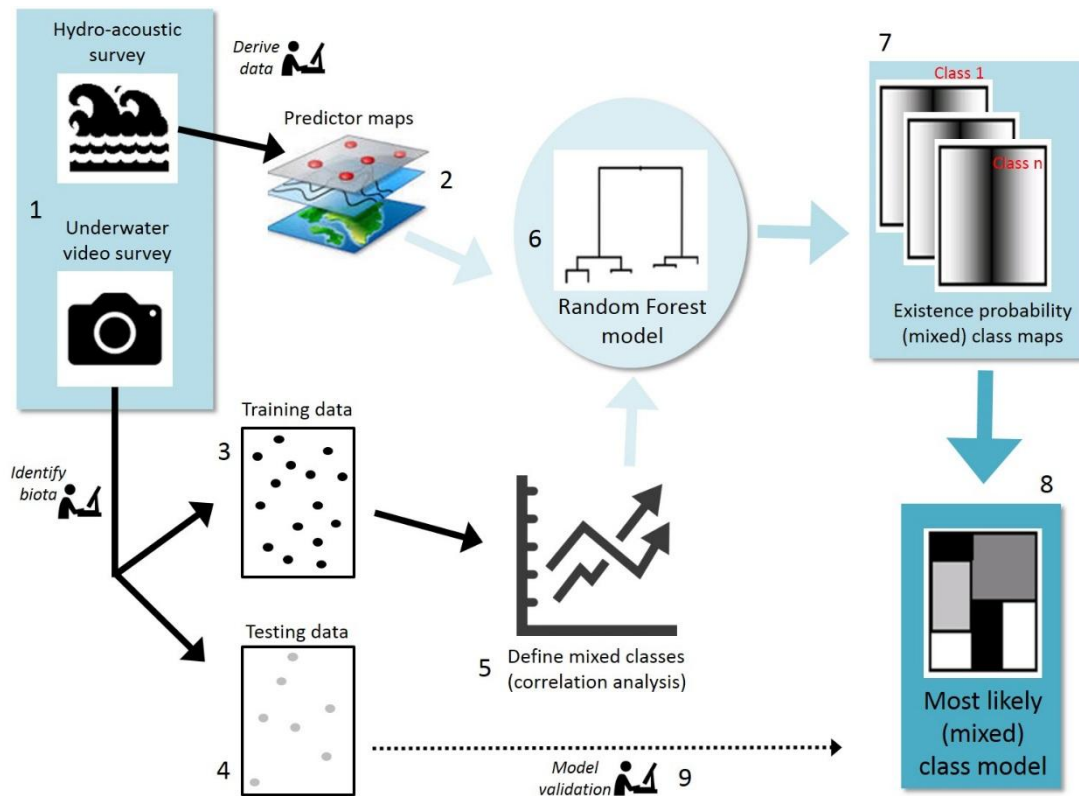 Hydro-acoustic
survey
1
Underwater
video survey
Derive
data
Predictor maps
2
Identify
biota
Training data
3
Testing data
4
5
Define mixed classes
(correlation analysis)
6
Random Forest
model
7
Class 1
Class n
Existence probability
(mixed) class maps
8
Most likely
(mixed)
class model
Model
validation
9